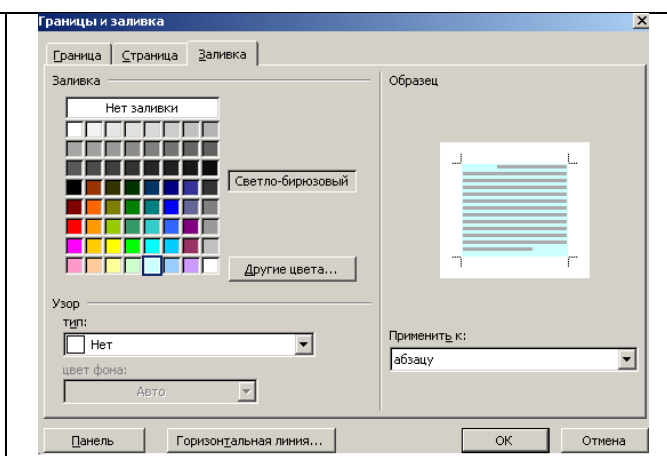 Границы и заливка
Граница Страница Заливка
Заливка
Нет заливки
Светло-бирюзовый
Другие цвета...
Узор
тип:
Нет
цвет фона:
Авто
Образец
Применить к:
абзацу
Панель Горизонтальная линия... ОК Отмена